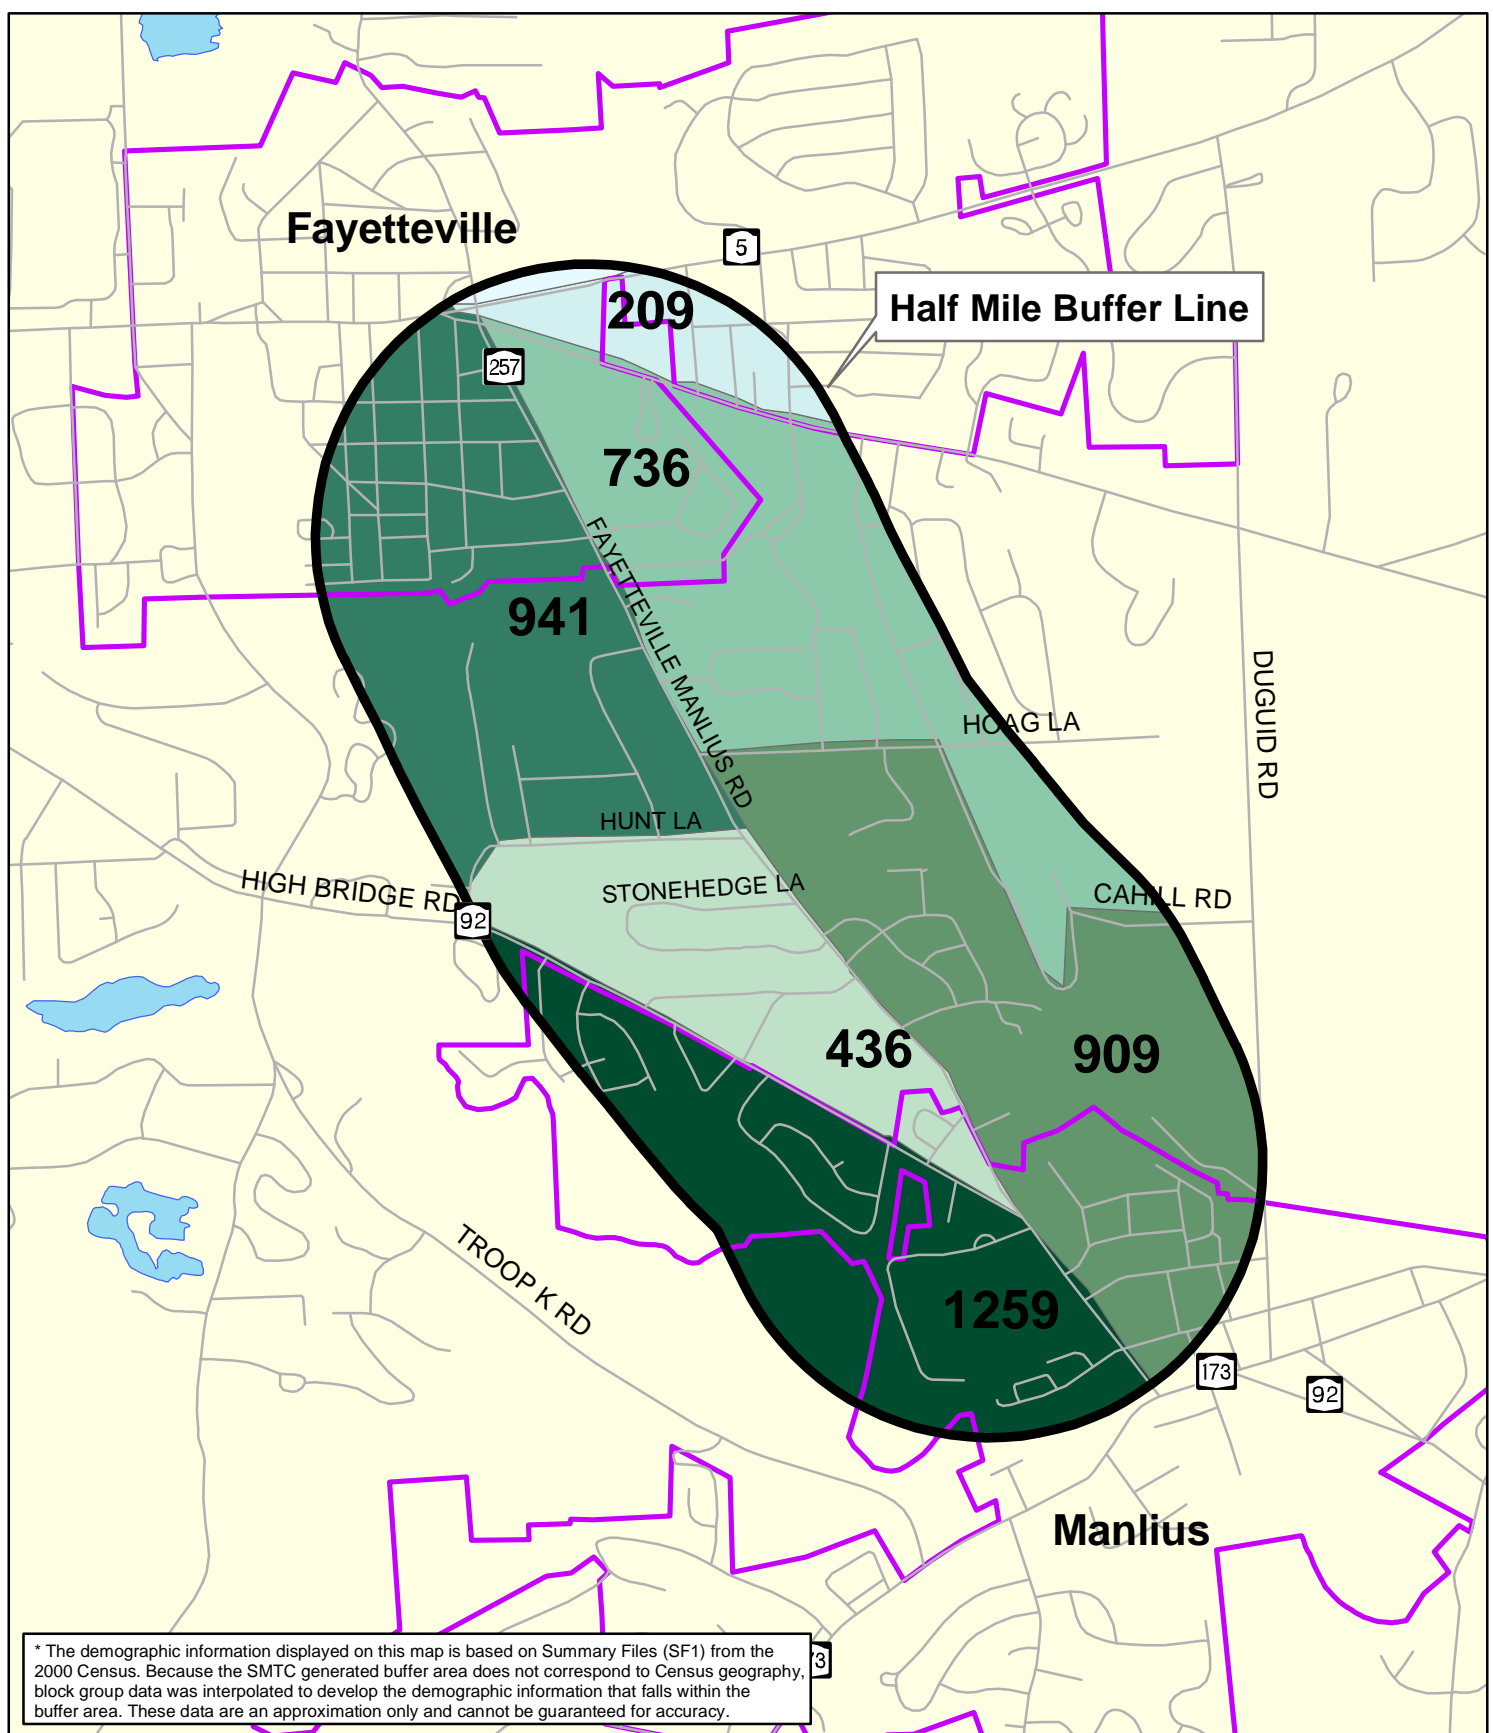 Fayetteville
5
209
Half Mile Buffer Line
257
736
FAYETTEVILLE MANLIUS RD
941
DUGUID RD
HOAG LA
HUNT LA
STONEHEDGE LA
HIGH BRIDGE RD
CAHILL RD
92
436
909
TROOP K RD
1259
173
92
Manlius
* The demographic information displayed on this map is based on Summary Files (SF1) from the
2000 Census. Because the SMTC generated buffer area does not correspond to Census geography,
block group data was interpolated to develop the demographic information that falls within the
buffer area. These data are an approximation only and cannot be guaranteed for accuracy.